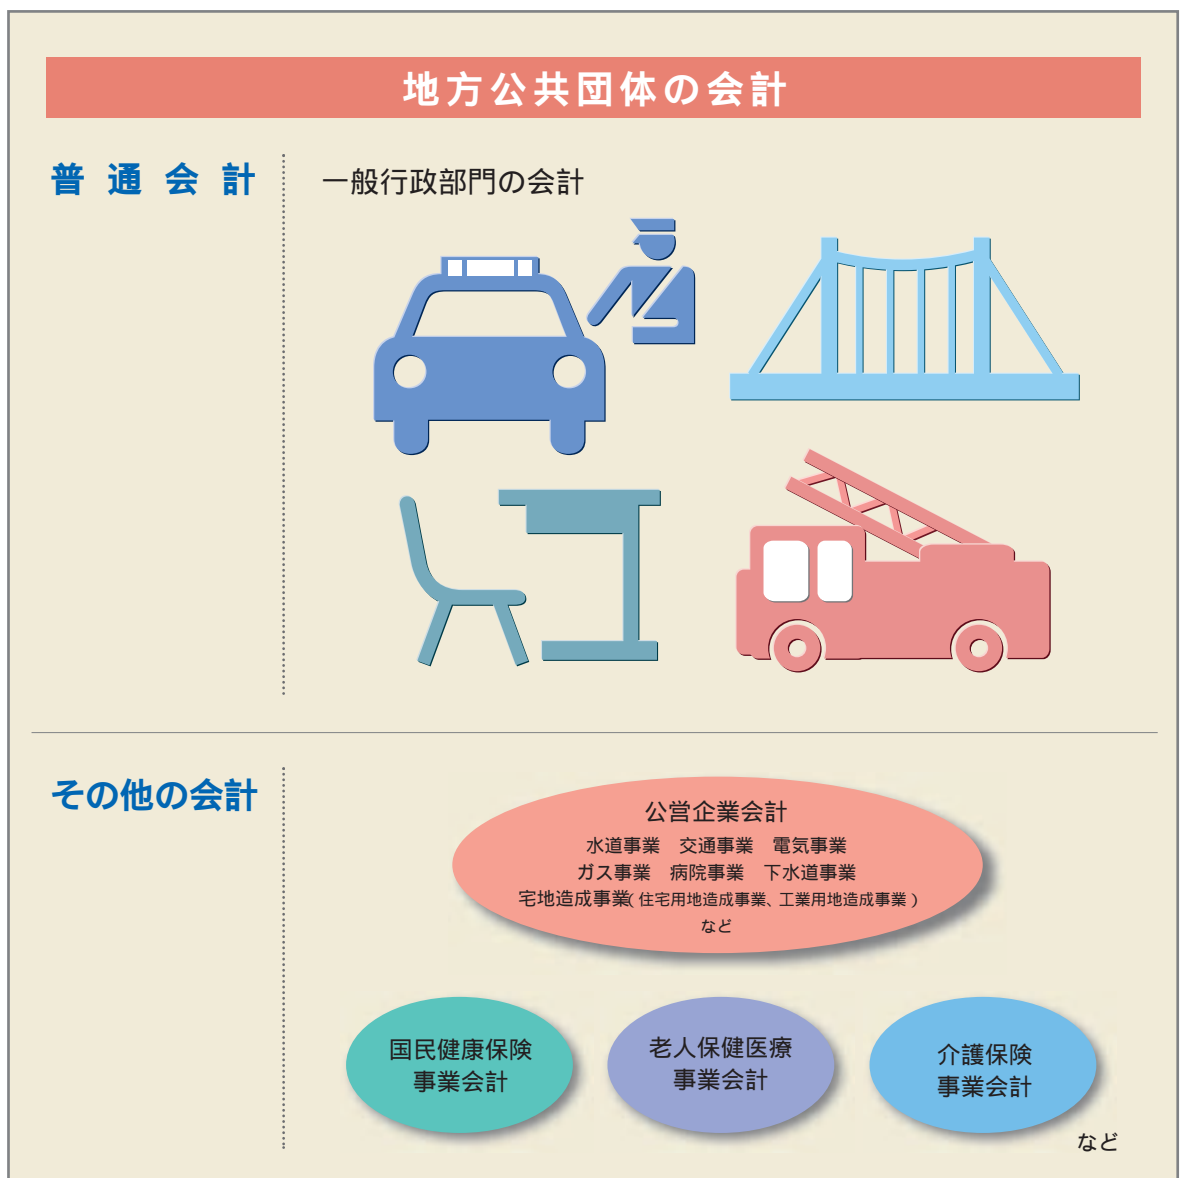 地方公共団体の会計
普通会計
一般行政部門の会計
その他の会計
公営企業会計
水道事業　交通事業　電気事業
ガス事業　病院事業　下水道事業
宅地造成事業(住宅用地造成事業、工業用地造成事業)
など
国民健康保険
事業会計
老人保健医療
事業会計
介護保険
事業会計
など